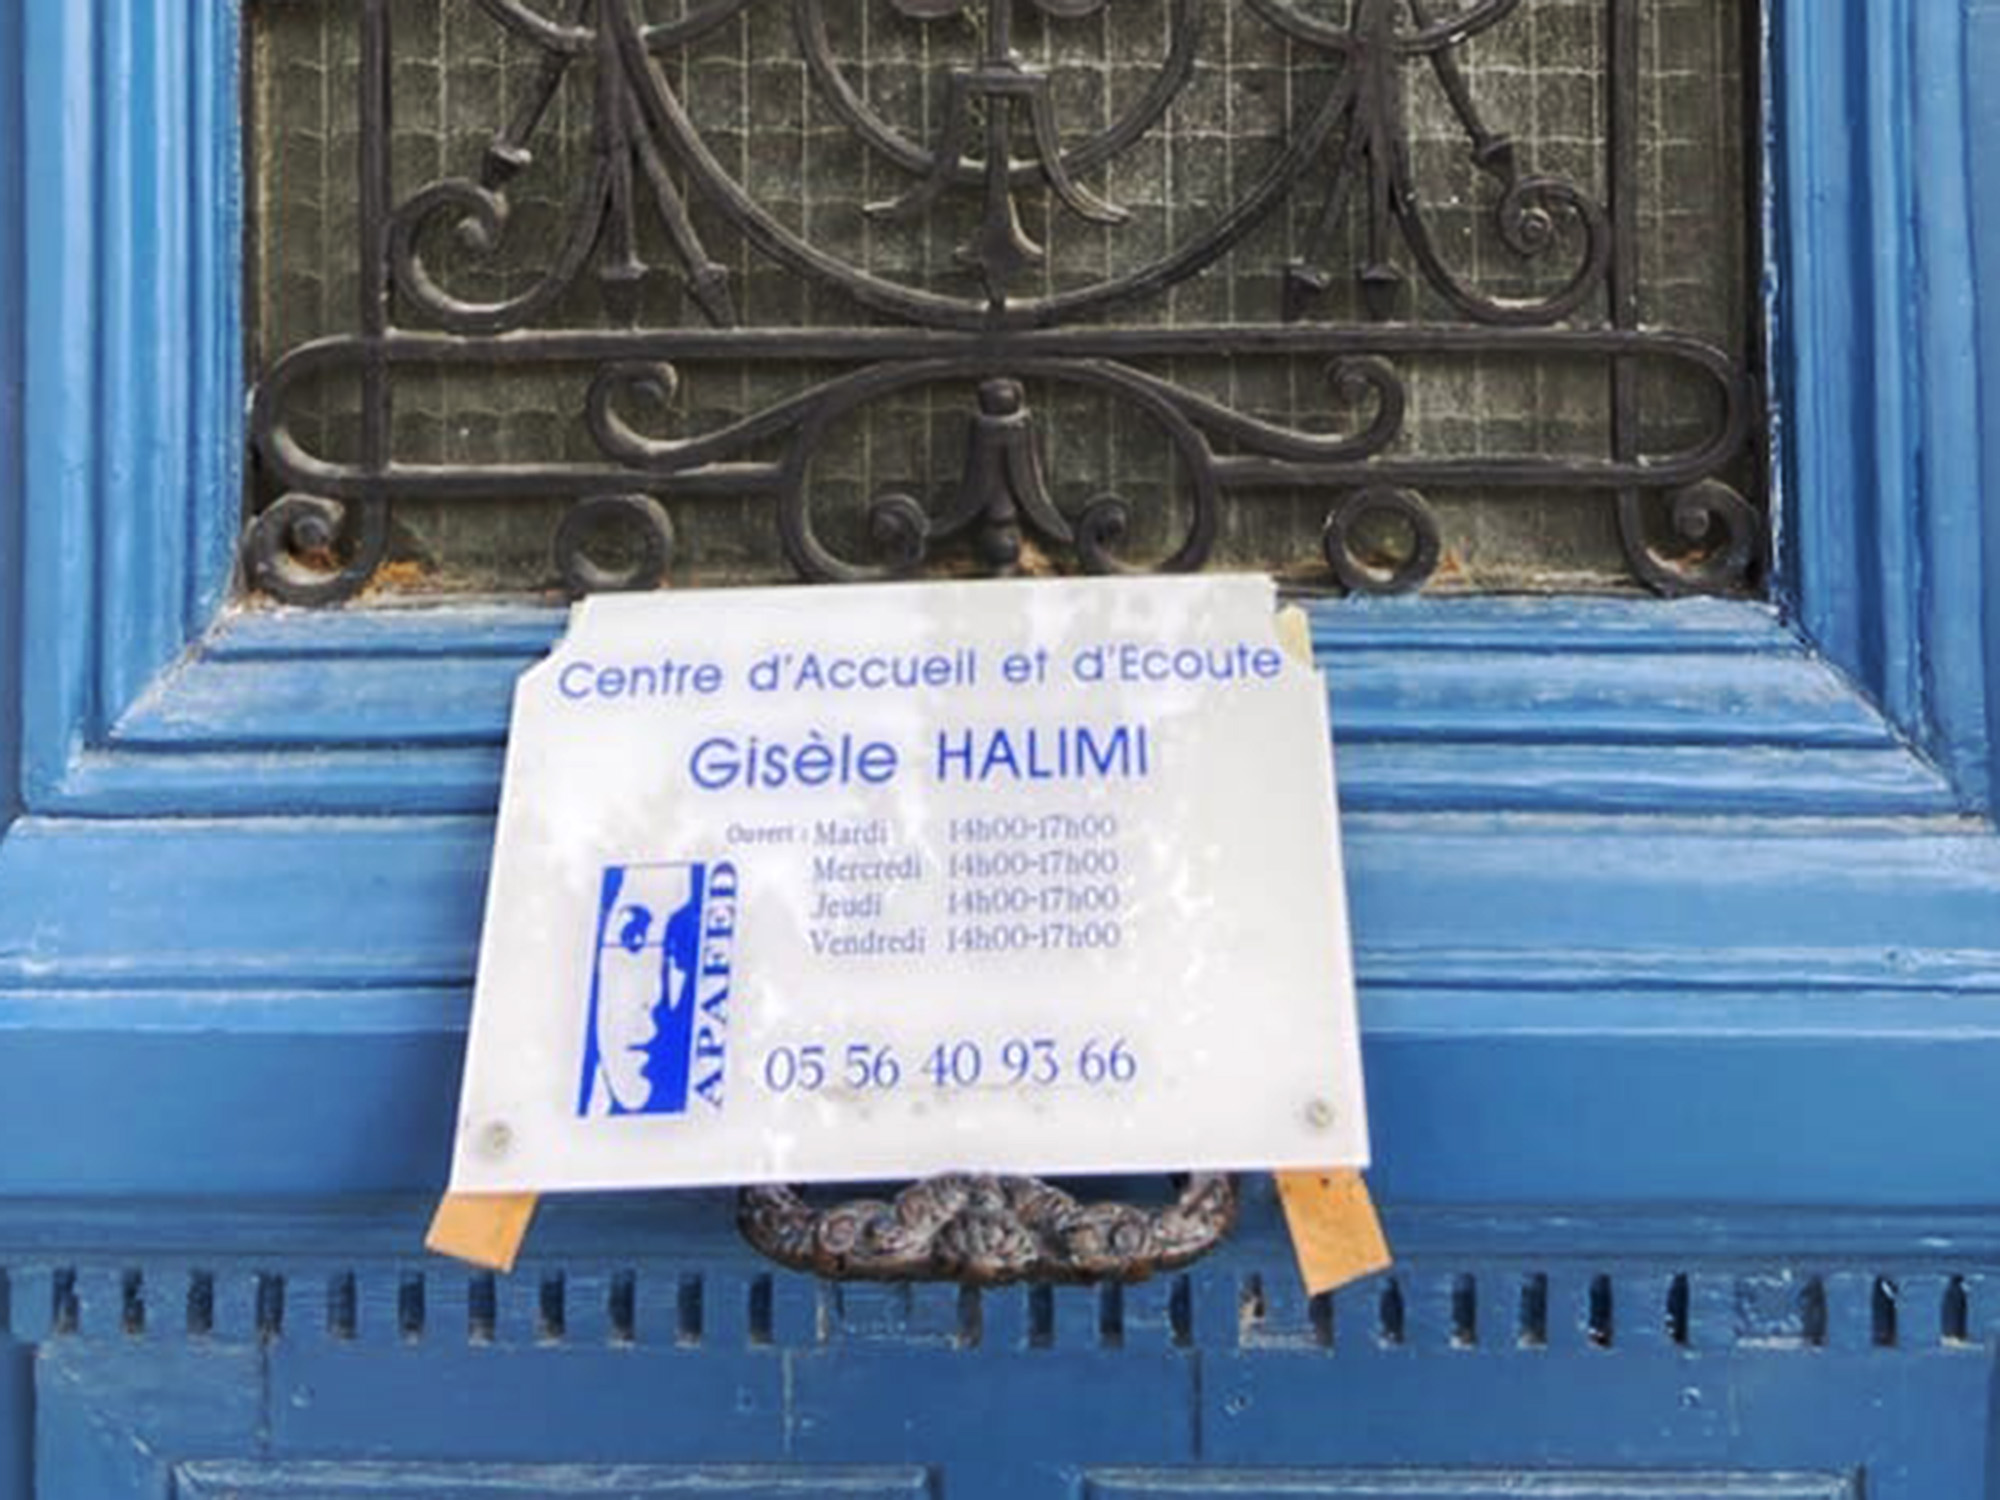 Centre d'Accueil et d'Ecoute
Gisèle HALIMI
Ouvert : Mardi 14h00-17h00
Mercredi 14h00-17h00
Jeudi 14h00-17h00
Vendredi 14h00-17h00
APAFED
05 56 40 93 66